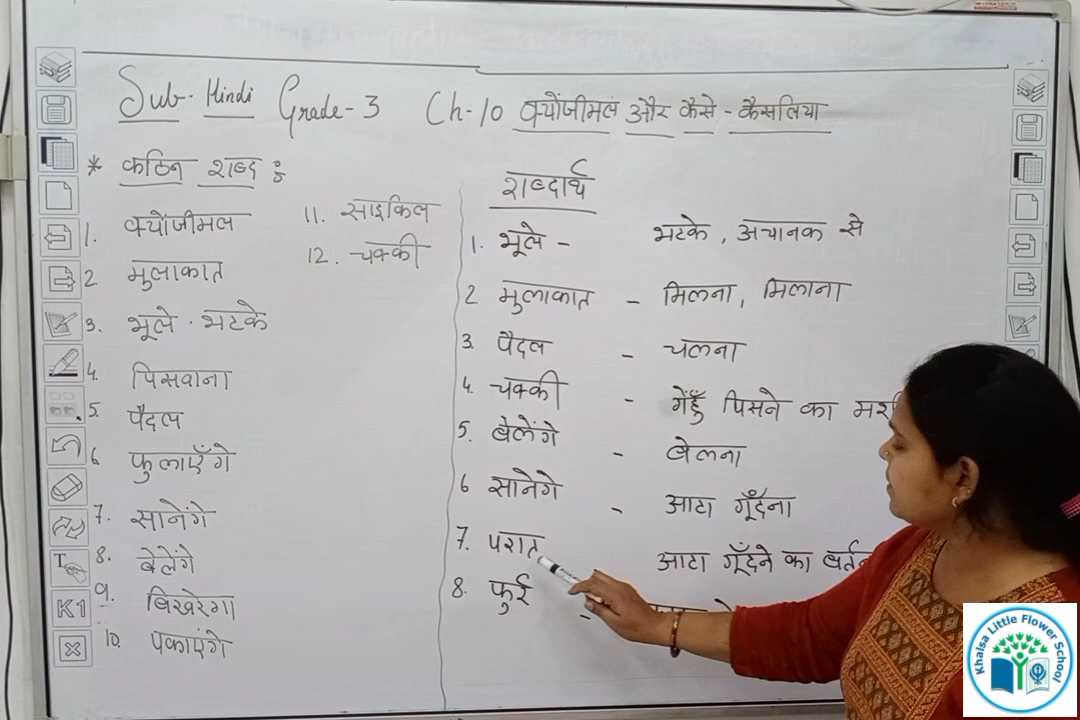 Sub- Hindi Grade-3 Ch-10 क्योंजीमल और कैसे-कैसलिया
* कठिन शब्द :
1. क्योंजीमल
2 मुलाकात
3. भूले-भटके
4. पिसवाना
5. पैदल
6 फुलाएँगे
7. सानेंगे
8. बेलेंगे
9. बिखरेगा
10. पकाएंगे
11. साइकिल
12. चक्की
शब्दार्थ
1. भूले - भटके, अचानक से
2 मुलाकात - मिलना, मिलाना
3. पैदल - चलना
4. चक्की - गेंहुँ पिसने का
5. बेलेंगे - बेलना
6 सानेगे - आटा गूँदँना
7. परात आटा गूँदने का बर्तन
8. फुर्र -
T
K1
Khalsa Little Flower School